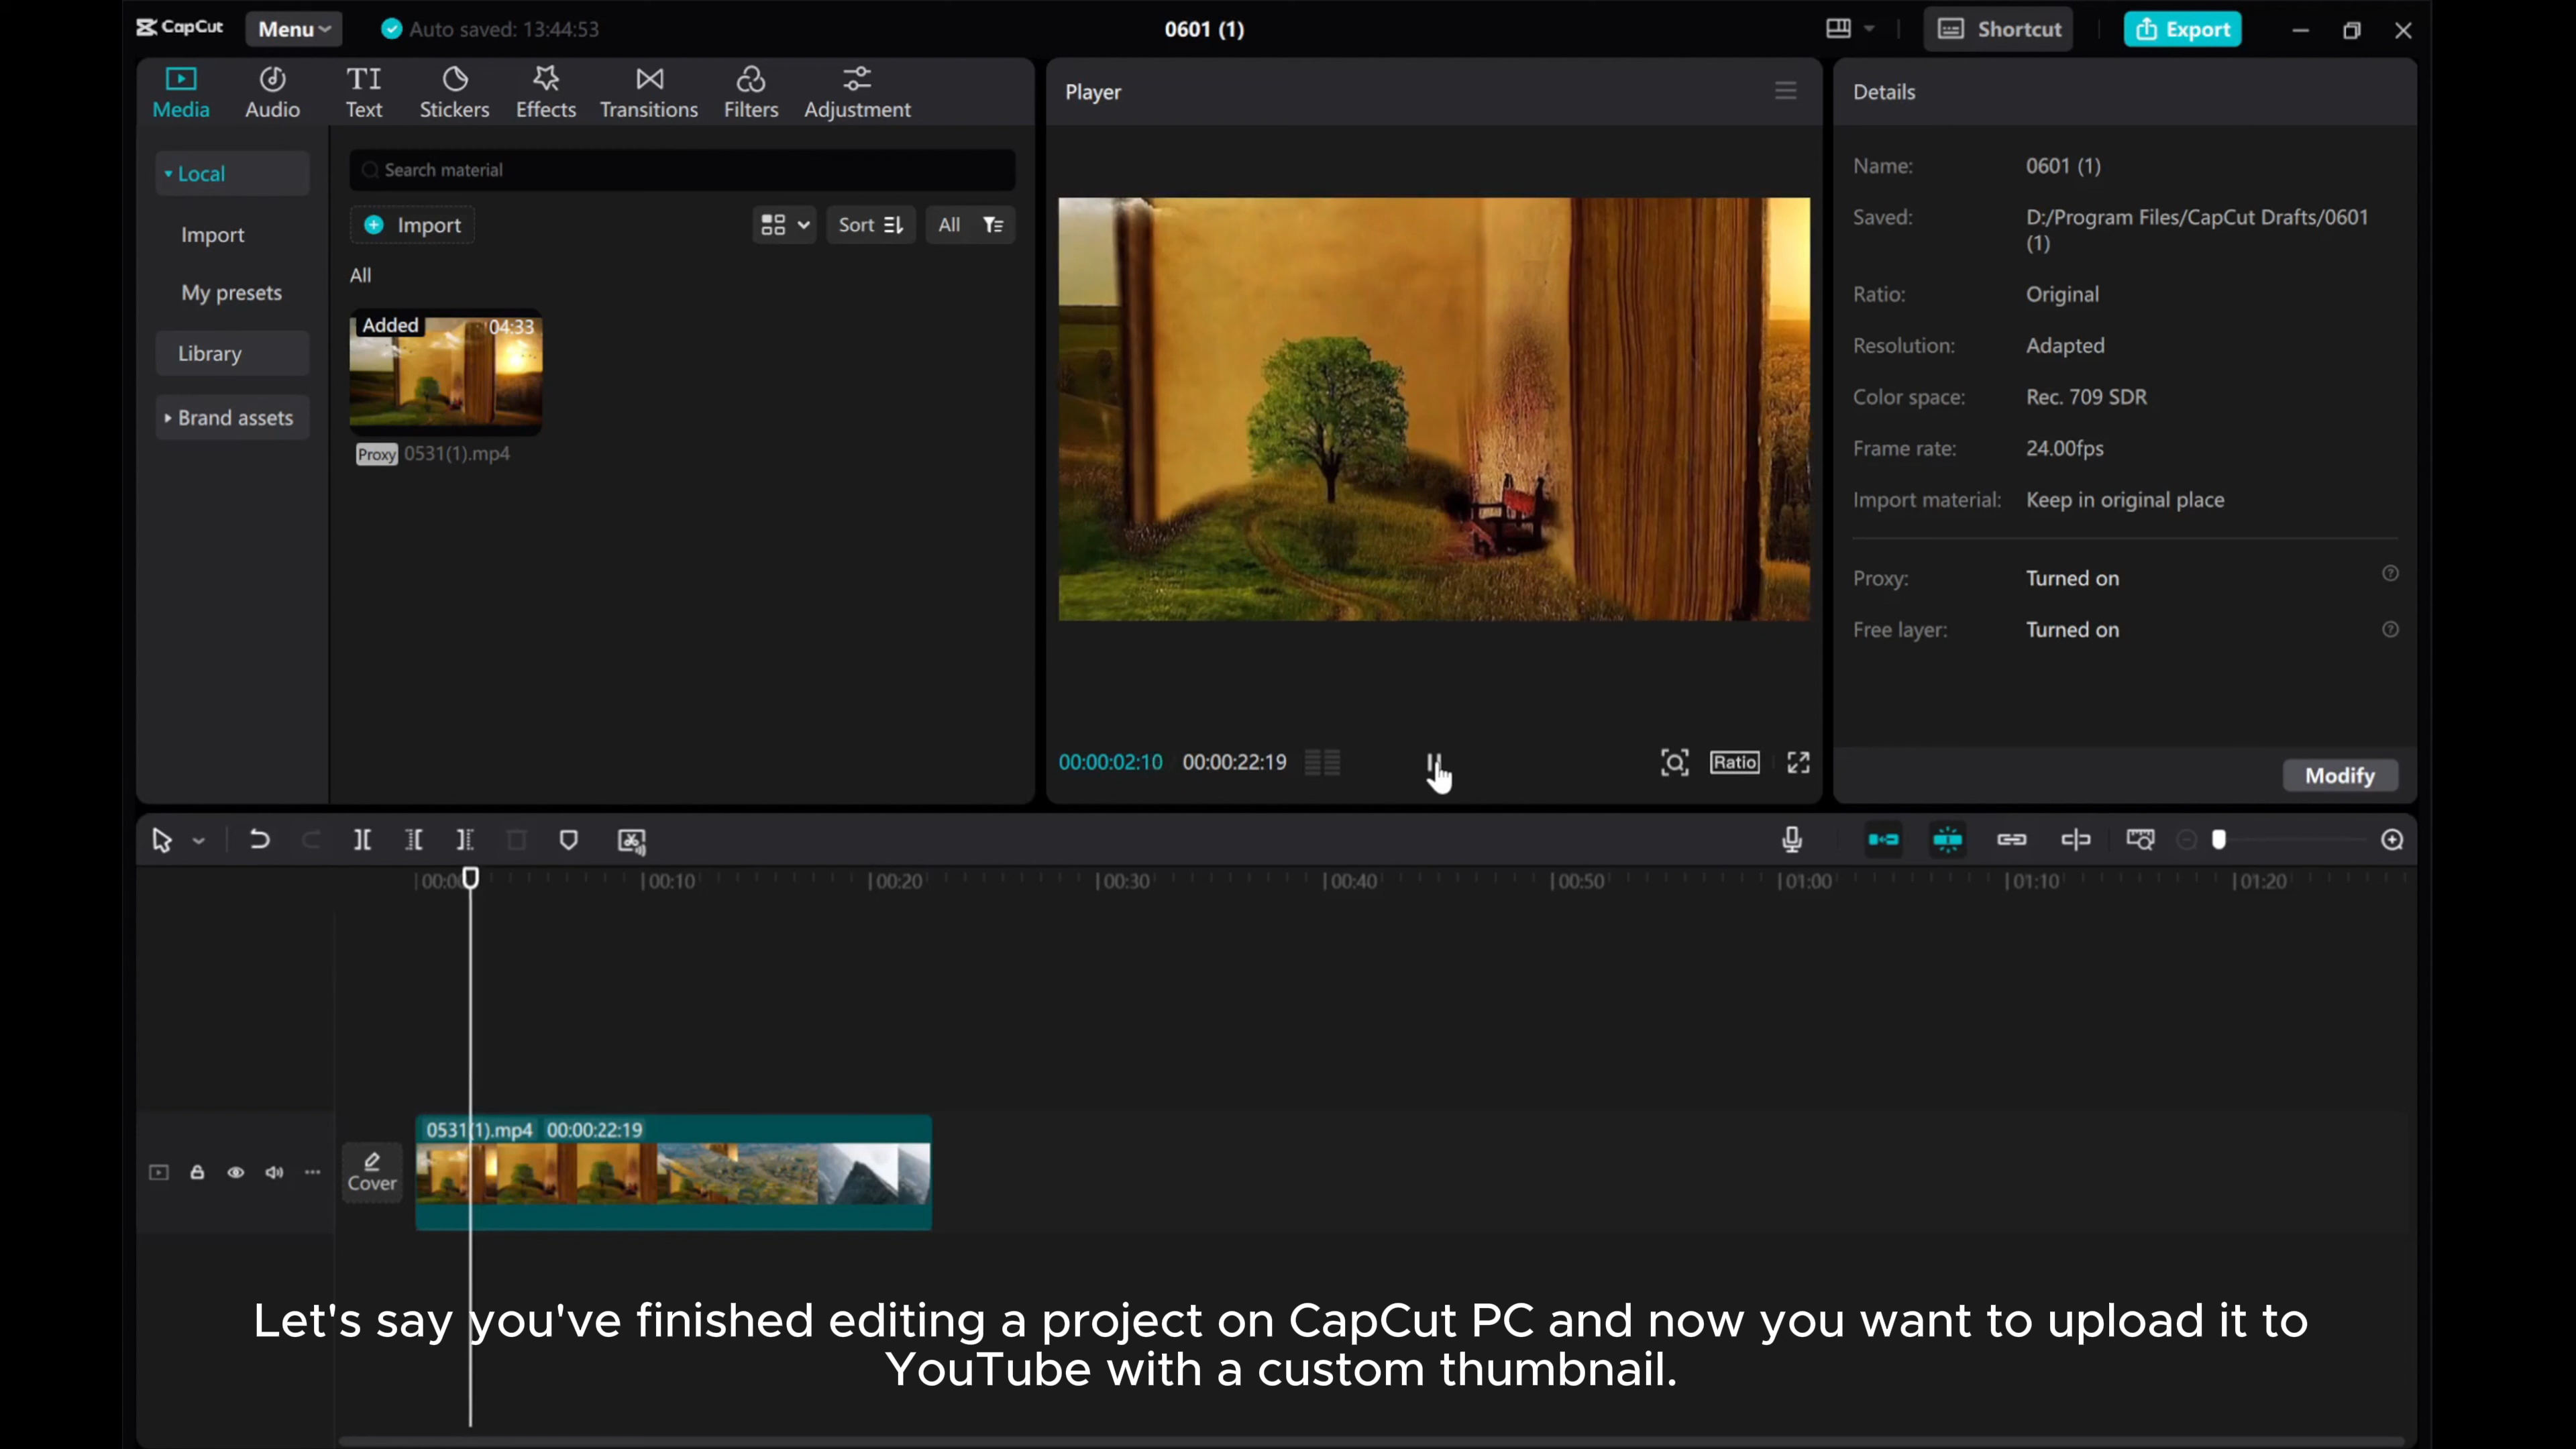 CapCut
Menu
Auto saved: 13:44:53
0601 (1)
Shortcut
Export
Media
Audio
TI
Text
Stickers
Effects
Transitions
Filters
Adjustment
Local
Import
My presets
Library
Brand assets
Search material
Import
Sort
All
All
Added
04:33
Proxy
0531(1).mp4
Player
00:00:02:10
00:00:22:19
Ratio
Details
Name:
0601 (1)
Saved:
D:/Program Files/CapCut Drafts/0601
(1)
Ratio:
Original
Resolution:
Adapted
Color space:
Rec. 709 SDR
Frame rate:
24.00fps
Import material:
Keep in original place
Proxy:
Turned on
Free layer:
Turned on
Modify
00:10
00:20
00:30
00:40
00:50
01:00
01:10
01:20
Cover
0531(1).mp4 00:00:22:19
Let's say you've finished editing a project on CapCut PC and now you want to upload it to
YouTube with a custom thumbnail.